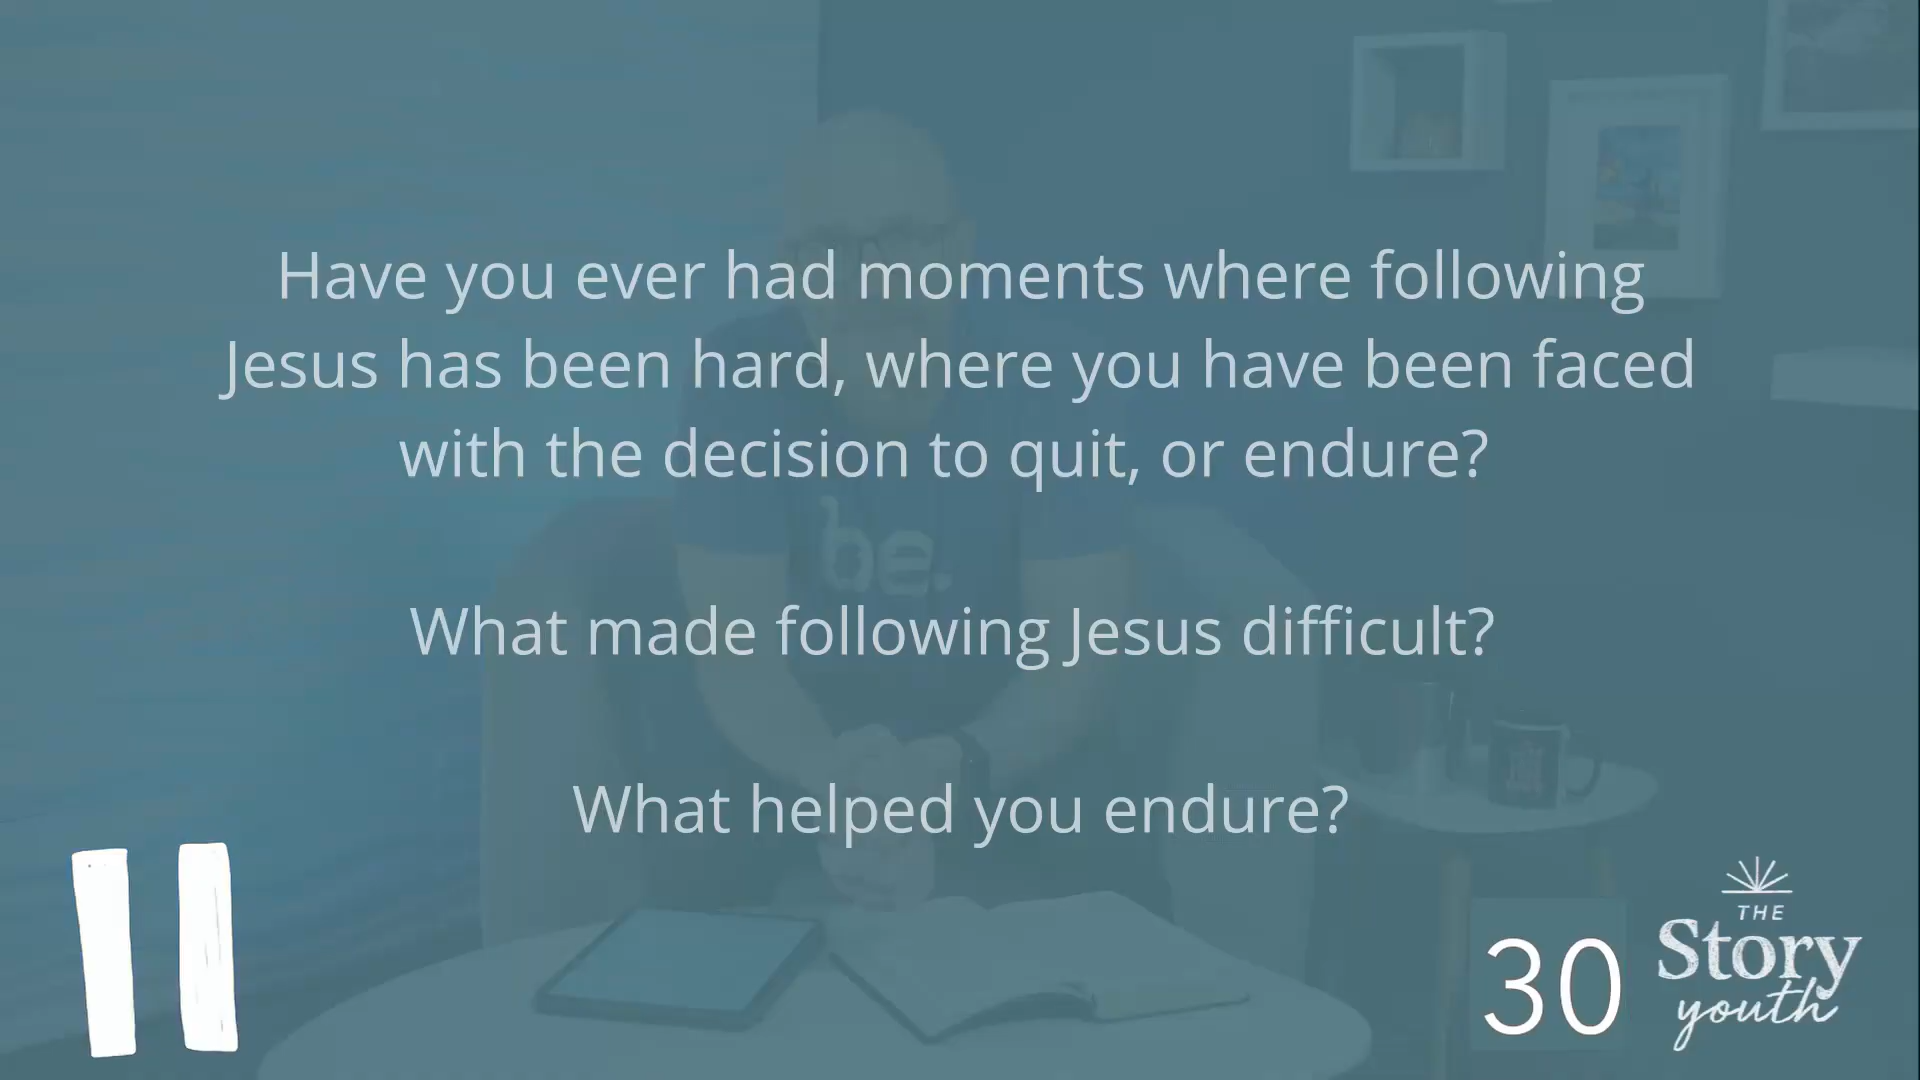 Have you ever had moments where following
Jesus has been hard, where you have been faced
with the decision to quit, or endure?
What made following Jesus difficult?
What helped you endure?
be.
30
THE
Story
youth